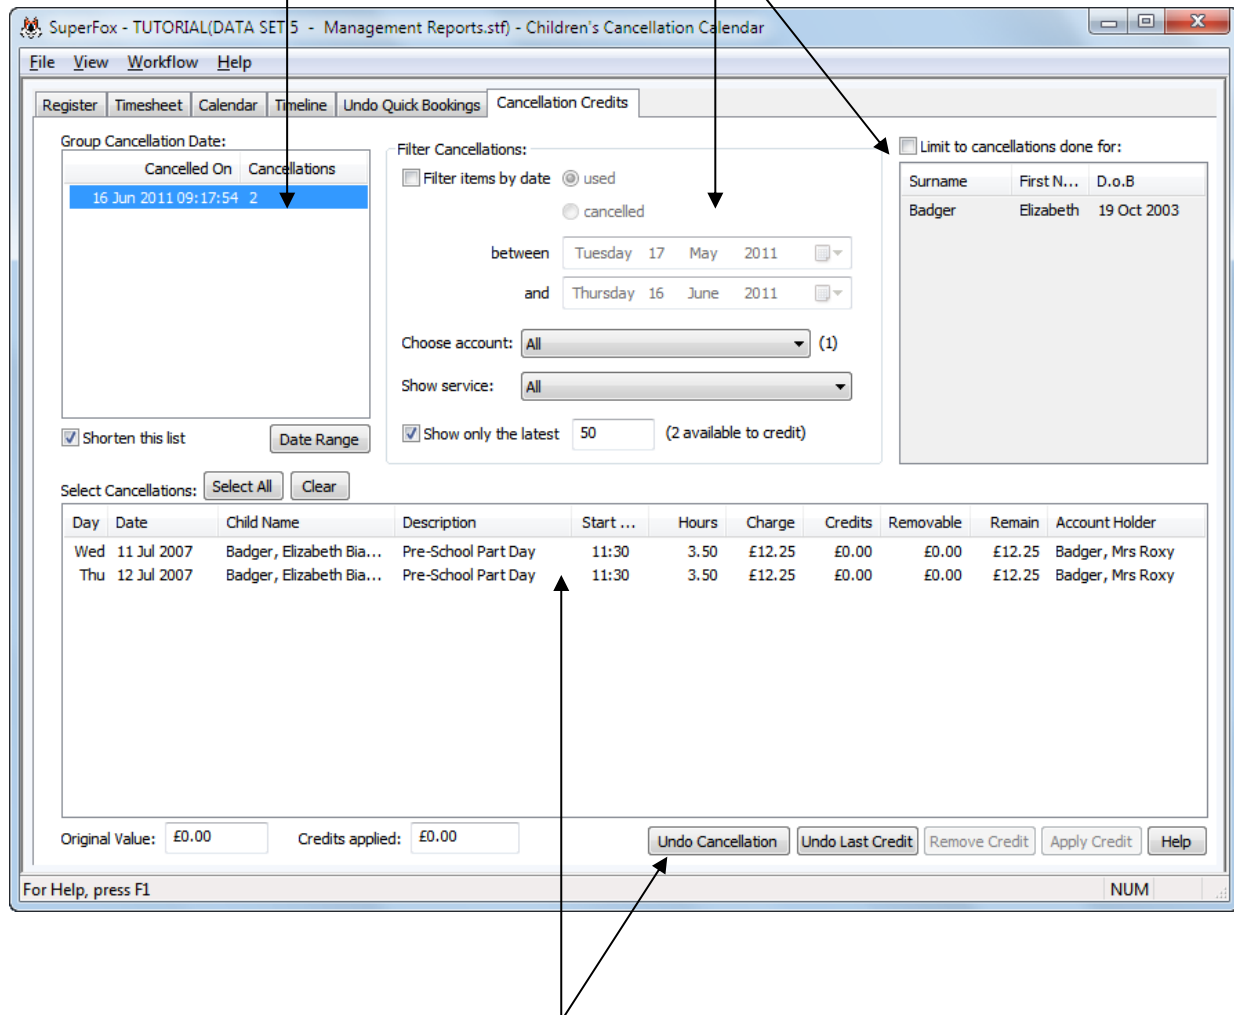 SuperFox - TUTORIAL(DATA SET 5 - Management Reports.stf) - Children's Cancellation Calendar
File View Workflow Help
Register Timesheet Calendar Timeline Undo Quick Bookings Cancellation Credits
Group Cancellation Date:
Cancelled On Cancellations
16 Jun 2011 09:17:54 2
Shorten this list Date Range
Filter Cancellations:
Filter items by date used
cancelled
between Tuesday 17 May 2011
and Thursday 16 June 2011
Choose account: All (1)
Show service: All
Show only the latest 50 (2 available to credit)
Limit to cancellations done for:
Surname First N... D.o.B
Badger Elizabeth 19 Oct 2003
Select Cancellations: Select All Clear
Day Date Child Name Description Start ... Hours Charge Credits Removable Remain Account Holder
Wed 11 Jul 2007 Badger, Elizabeth Bia... Pre-School Part Day 11:30 3.50 £12.25 £0.00 £0.00 £12.25 Badger, Mrs Roxy
Thu 12 Jul 2007 Badger, Elizabeth Bia... Pre-School Part Day 11:30 3.50 £12.25 £0.00 £0.00 £12.25 Badger, Mrs Roxy
Original Value: £0.00 Credits applied: £0.00 Undo Cancellation Undo Last Credit Remove Credit Apply Credit Help
For Help, press F1 NUM